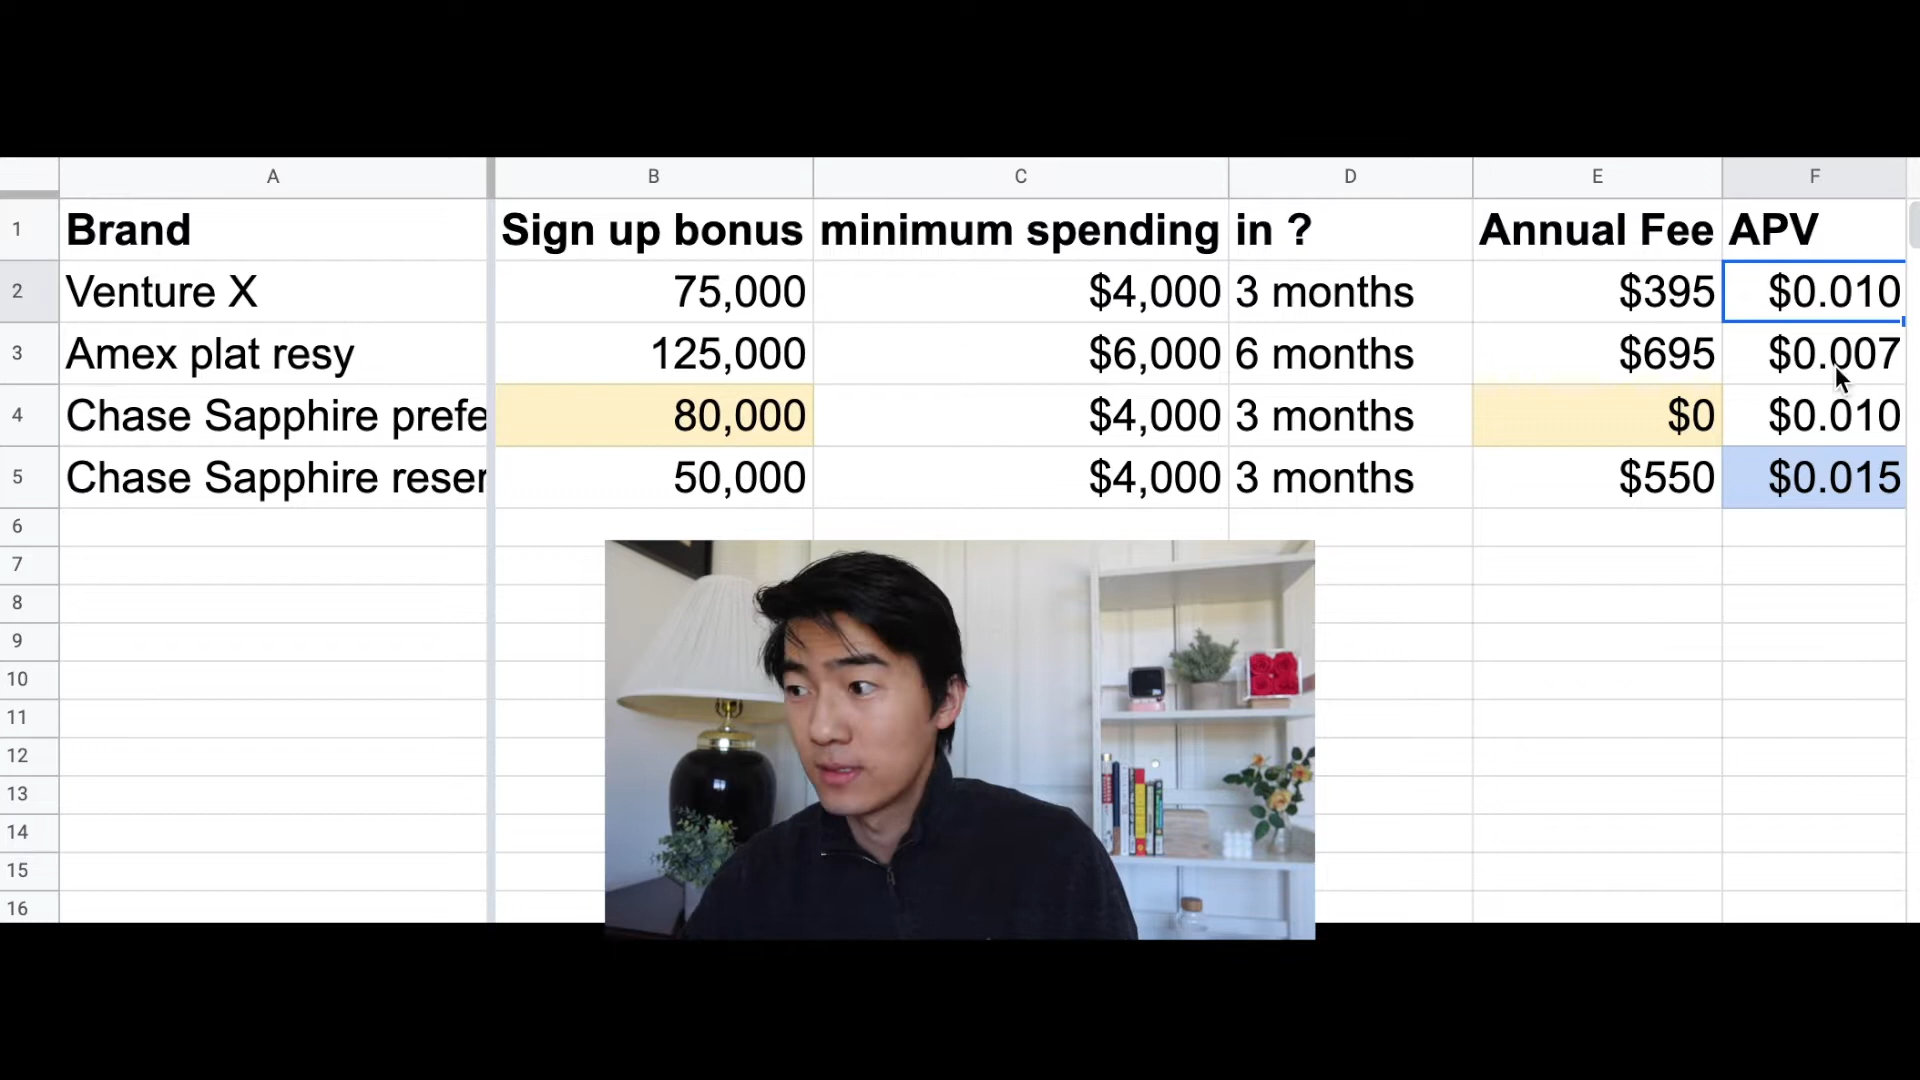 A B C D E F
1 Brand Sign up bonus minimum spending in ? Annual Fee APV
2 Venture X 75,000 $4,000 3 months $395 $0.010
3 Amex plat resy 125,000 $6,000 6 months $695 $0.007
4 Chase Sapphire prefe 80,000 $4,000 3 months $0 $0.010
5 Chase Sapphire reser 50,000 $4,000 3 months $550 $0.015
6
7
8
9
10
11
12
13
14
15
16